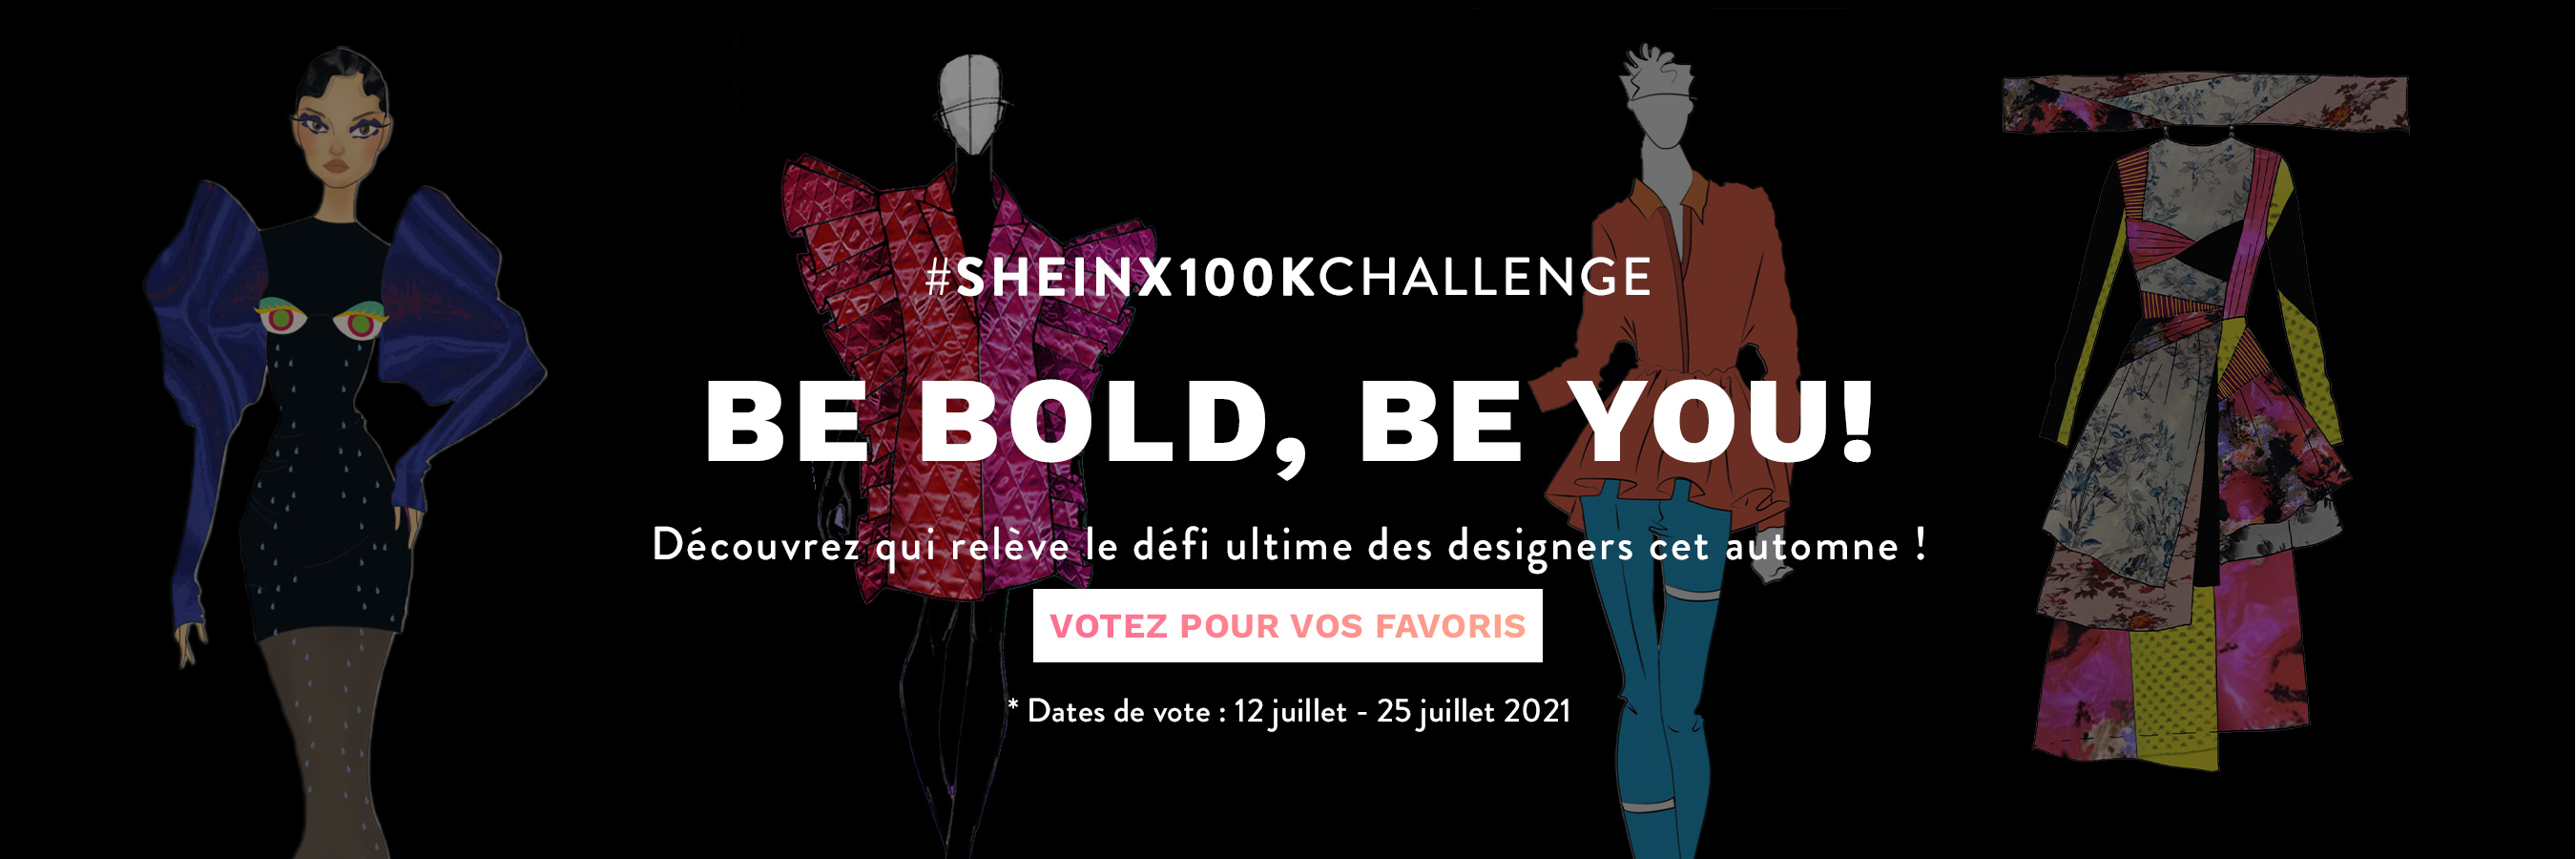 #SHEINX100KCHALLENGE
BE BOLD, BE YOU!
Découvrez qui relève le défi ultime des designers cet automne !
VOTEZ POUR VOS FAVORIS
* Dates de vote : 12 juillet - 25 juillet 2021